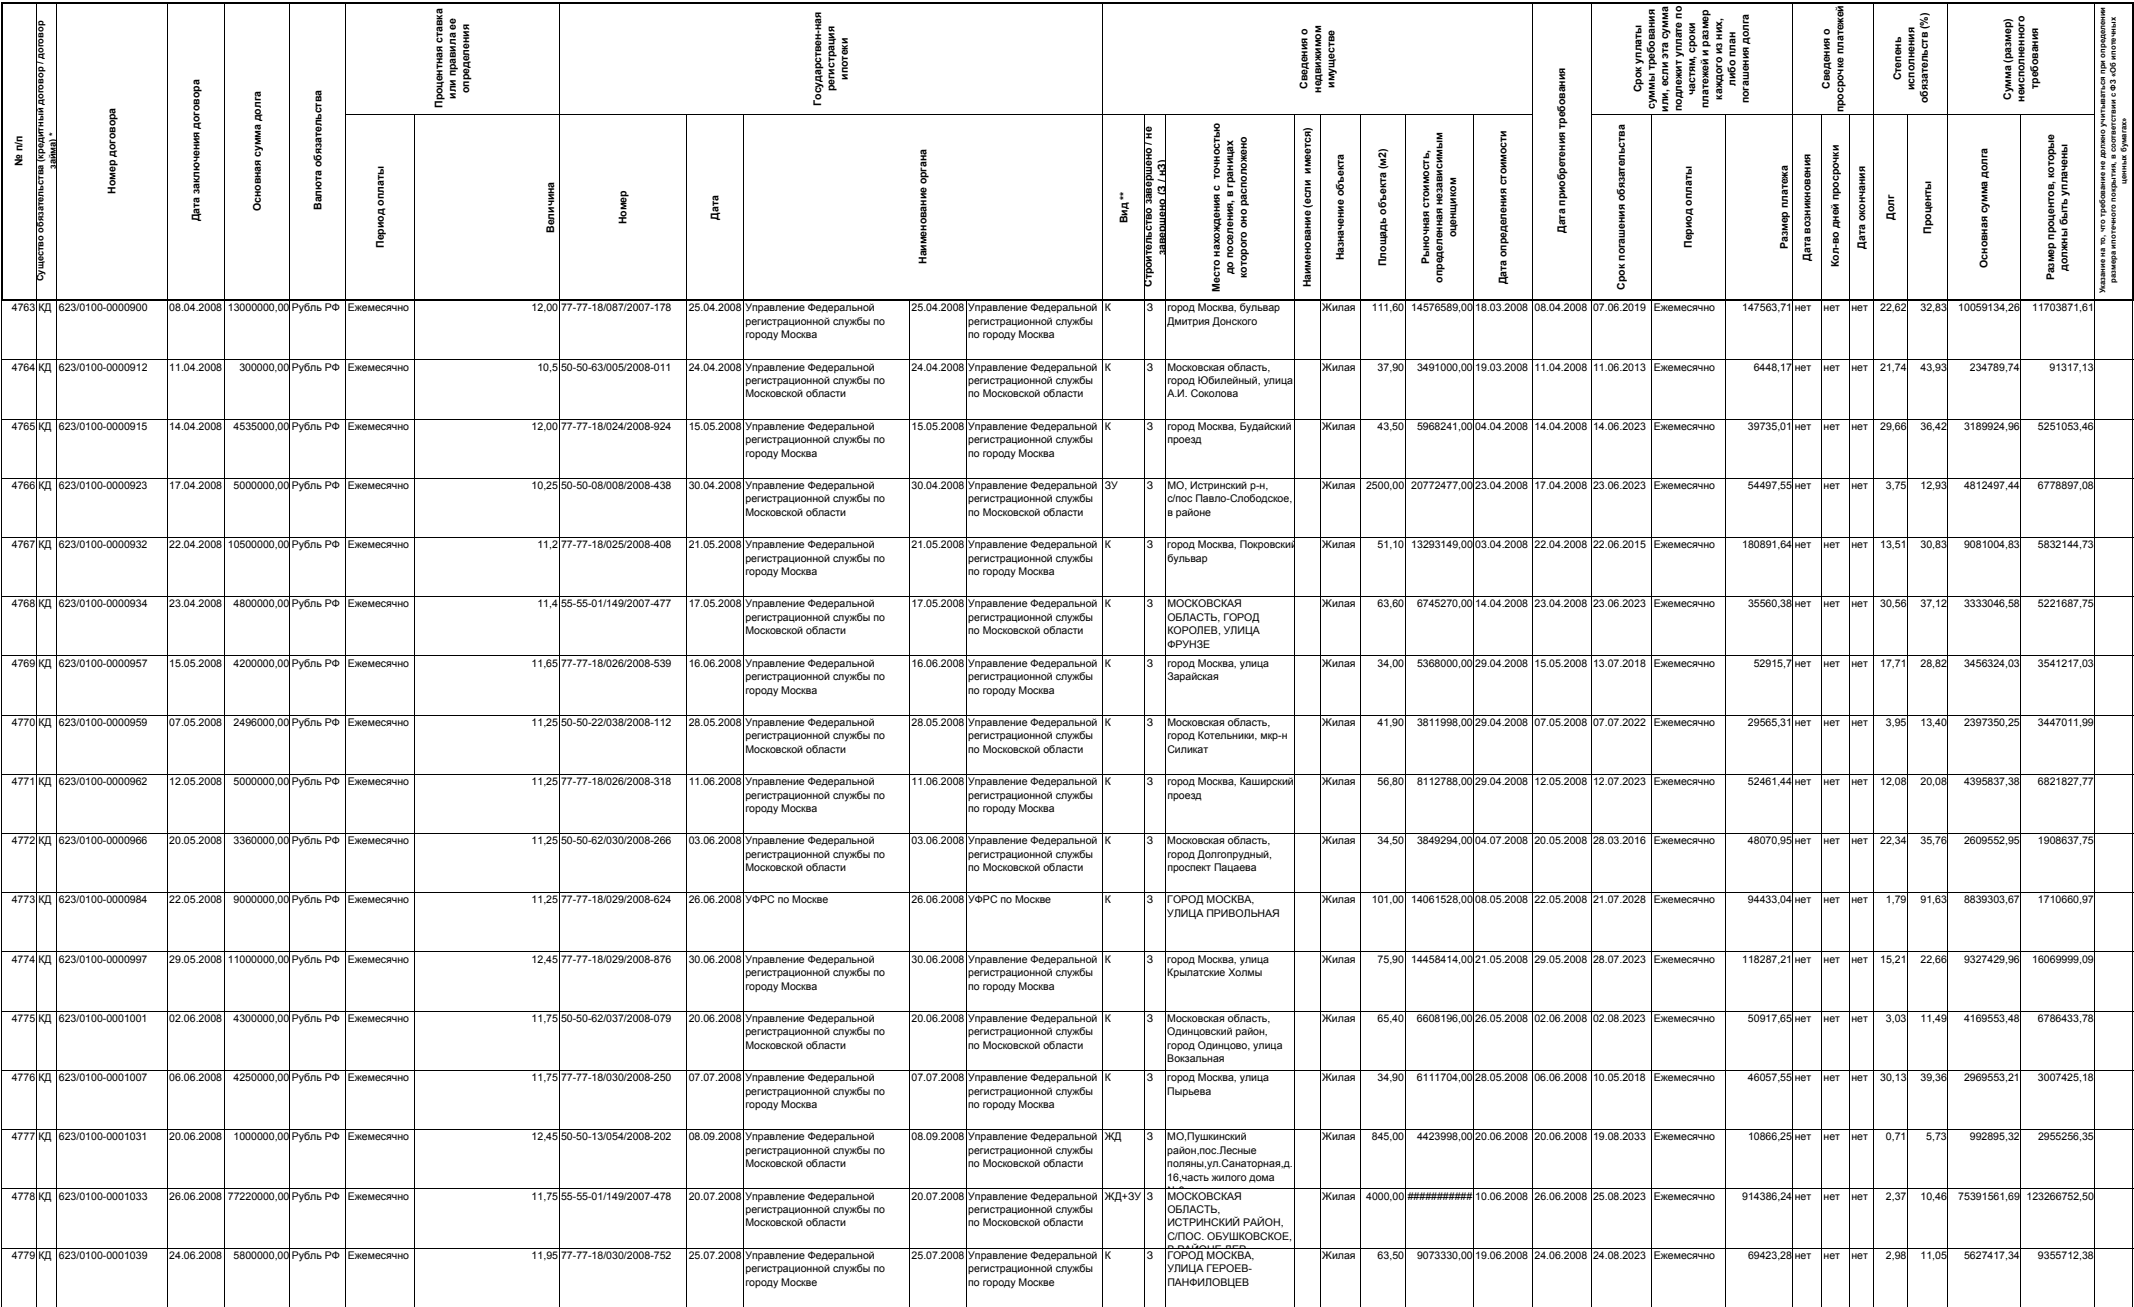 № п/п
Существо обязательства (кредитный договор / договор займа) *
Номер договора
Дата заключения договора
Основная сумма долга
Валюта обязательства
Процентная ставка или правила ее определения
Период оплаты
Величина
Государствен-ная регистрация ипотеки
Номер
Дата
Наименование органа
Сведения о недвижимом имуществе
Вид **
Строительство завершено / не завершено (З / нЗ)
Место нахождения с точностью до поселения, в границах которого оно расположено
Наименование (если имеется)
Назначение объекта
Площадь объекта (м2)
Рыночная стоимость, определенная независимым оценщиком
Дата определения стоимости
Дата приобретения требования
Срок уплаты суммы требования или, если эта сумма подлежит уплате по частям, сроки платежей и размер каждого из них, либо план погашения долга
Срок погашения обязательства
Период оплаты
Размер платежа
Сведения о просрочке платежей
Дата возникновения
Кол-во дней просрочки
Дата окончания
Степень исполнения обязательств (%)
Долг
Проценты
Сумма (размер) неисполненного требования
Основная сумма долга
Размер процентов, которые должны быть уплачены
Указание на то, что требование не должно учитываться при определении размера ипотечного покрытия, в соответствии с ФЗ «Об ипотечных ценных бумагах»
4763 КД 623/0100-0000900 08.04.2008 13000000,00 Рубль РФ Ежемесячно 12,00 77-77-18/087/2007-178 25.04.2008 Управление Федеральной регистрационной службы по городу Москва 25.04.2008 Управление Федеральной регистрационной службы по городу Москва К З город Москва, бульвар Дмитрия Донского Жилая 111,60 14576589,00 18.03.2008 08.04.2008 07.06.2019 Ежемесячно 147563,71 нет нет нет 22,62 32,83 10059134,26 11703871,61
4764 КД 623/0100-0000912 11.04.2008 300000,00 Рубль РФ Ежемесячно 10,5 50-50-63/005/2008-011 24.04.2008 Управление Федеральной регистрационной службы по Московской области 24.04.2008 Управление Федеральной регистрационной службы по Московской области К З Московская область, город Юбилейный, улица А.И. Соколова Жилая 37,90 3491000,00 19.03.2008 11.04.2008 11.06.2013 Ежемесячно 6448,17 нет нет нет 21,74 43,93 234789,74 91317,13
4765 КД 623/0100-0000915 14.04.2008 4535000,00 Рубль РФ Ежемесячно 12,00 77-77-18/024/2008-924 15.05.2008 Управление Федеральной регистрационной службы по городу Москва 15.05.2008 Управление Федеральной регистрационной службы по городу Москва К З город Москва, Будайский проезд Жилая 43,50 5968241,00 04.04.2008 14.04.2008 14.06.2023 Ежемесячно 39735,01 нет нет нет 29,66 36,42 3189924,96 5251053,46
4766 КД 623/0100-0000923 17.04.2008 5000000,00 Рубль РФ Ежемесячно 10,25 50-50-08/008/2008-438 30.04.2008 Управление Федеральной регистрационной службы по Московской области 30.04.2008 Управление Федеральной регистрационной службы по Московской области ЗУ З МО, Истринский р-н, с/пос Павло-Слободское, в районе Жилая 2500,00 20772477,00 23.04.2008 17.04.2008 23.06.2023 Ежемесячно 54497,55 нет нет нет 3,75 12,93 4812497,44 6778897,08
4767 КД 623/0100-0000932 22.04.2008 10500000,00 Рубль РФ Ежемесячно 11,2 77-77-18/025/2008-408 21.05.2008 Управление Федеральной регистрационной службы по городу Москва 21.05.2008 Управление Федеральной регистрационной службы по городу Москва К З город Москва, Покровский бульвар Жилая 51,10 13293149,00 03.04.2008 22.04.2008 22.06.2015 Ежемесячно 180891,64 нет нет нет 13,51 30,83 9081004,83 5832144,73
4768 КД 623/0100-0000934 23.04.2008 4800000,00 Рубль РФ Ежемесячно 11,4 55-55-01/149/2007-477 17.05.2008 Управление Федеральной регистрационной службы по Московской области 17.05.2008 Управление Федеральной регистрационной службы по Московской области К З МОСКОВСКАЯ ОБЛАСТЬ, ГОРОД КОРОЛЕВ, УЛИЦА ФРУНЗЕ Жилая 63,60 6745270,00 14.04.2008 23.04.2008 23.06.2023 Ежемесячно 35560,38 нет нет нет 30,56 37,12 3333046,58 5221687,75
4769 КД 623/0100-0000957 15.05.2008 4200000,00 Рубль РФ Ежемесячно 11,65 77-77-18/026/2008-539 16.06.2008 Управление Федеральной регистрационной службы по городу Москва 16.06.2008 Управление Федеральной регистрационной службы по городу Москва К З город Москва, улица Зарайская Жилая 34,00 5368000,00 29.04.2008 15.05.2008 13.07.2018 Ежемесячно 52915,7 нет нет нет 17,71 28,82 3456324,03 3541217,03
4770 КД 623/0100-0000959 07.05.2008 2496000,00 Рубль РФ Ежемесячно 11,25 50-50-22/038/2008-112 28.05.2008 Управление Федеральной регистрационной службы по Московской области 28.05.2008 Управление Федеральной регистрационной службы по Московской области К З Московская область, город Котельники, мкр-н Силикат Жилая 41,90 3811998,00 29.04.2008 07.05.2008 07.07.2022 Ежемесячно 29565,31 нет нет нет 3,95 13,40 2397350,25 3447011,99
4771 КД 623/0100-0000962 12.05.2008 5000000,00 Рубль РФ Ежемесячно 11,25 77-77-18/026/2008-318 11.06.2008 Управление Федеральной регистрационной службы по городу Москва 11.06.2008 Управление Федеральной регистрационной службы по городу Москва К З город Москва, Каширский проезд Жилая 56,80 8112788,00 29.04.2008 12.05.2008 12.07.2023 Ежемесячно 52461,44 нет нет нет 12,08 20,08 4395837,38 6821827,77
4772 КД 623/0100-0000966 20.05.2008 3360000,00 Рубль РФ Ежемесячно 11,25 50-50-62/030/2008-266 03.06.2008 Управление Федеральной регистрационной службы по Московской области 03.06.2008 Управление Федеральной регистрационной службы по Московской области К З Московская область, город Долгопрудный, проспект Пацаева Жилая 34,50 3849294,00 04.07.2008 20.05.2008 28.03.2016 Ежемесячно 48070,95 нет нет нет 22,34 35,76 2609552,95 1908637,75
4773 КД 623/0100-0000984 22.05.2008 9000000,00 Рубль РФ Ежемесячно 11,25 77-77-18/029/2008-624 26.06.2008 УФРС по Москве 26.06.2008 УФРС по Москве К З ГОРОД МОСКВА, УЛИЦА ПРИВОЛЬНАЯ Жилая 101,00 14061528,00 08.05.2008 22.05.2008 21.07.2028 Ежемесячно 94433,04 нет нет нет 1,79 91,63 8839303,67 1710660,97
4774 КД 623/0100-0000997 29.05.2008 11000000,00 Рубль РФ Ежемесячно 12,45 77-77-18/029/2008-876 30.06.2008 Управление Федеральной регистрационной службы по городу Москва 30.06.2008 Управление Федеральной регистрационной службы по городу Москва К З город Москва, улица Крылатские Холмы Жилая 75,90 14458414,00 21.05.2008 29.05.2008 28.07.2023 Ежемесячно 118287,21 нет нет нет 15,21 22,66 9327429,96 16069999,09
4775 КД 623/0100-0001001 02.06.2008 4300000,00 Рубль РФ Ежемесячно 11,75 50-50-62/037/2008-079 20.06.2008 Управление Федеральной регистрационной службы по Московской области 20.06.2008 Управление Федеральной регистрационной службы по Московской области К З Московская область, Одинцовский район, город Одинцово, улица Вокзальная Жилая 65,40 6608196,00 26.05.2008 02.06.2008 02.08.2023 Ежемесячно 50917,65 нет нет нет 3,03 11,49 4169553,48 6786433,78
4776 КД 623/0100-0001007 06.06.2008 4250000,00 Рубль РФ Ежемесячно 11,75 77-77-18/030/2008-250 07.07.2008 Управление Федеральной регистрационной службы по городу Москва 07.07.2008 Управление Федеральной регистрационной службы по городу Москва К З город Москва, улица Пырьева Жилая 34,90 6111704,00 28.05.2008 06.06.2008 10.05.2018 Ежемесячно 46057,55 нет нет нет 30,13 39,36 2969553,21 3007425,18
4777 КД 623/0100-0001031 20.06.2008 1000000,00 Рубль РФ Ежемесячно 12,45 50-50-13/054/2008-202 08.09.2008 Управление Федеральной регистрационной службы по Московской области 08.09.2008 Управление Федеральной регистрационной службы по Московской области ЖД З МО,Пушкинский район,пос.Лесные поляны,ул.Санаторная,д. 16,часть жилого дома Жилая 845,00 4423998,00 20.06.2008 20.06.2008 19.08.2033 Ежемесячно 10866,25 нет нет нет 0,71 5,73 992895,32 2955256,35
4778 КД 623/0100-0001033 26.06.2008 77220000,00 Рубль РФ Ежемесячно 11,75 55-55-01/149/2007-478 20.07.2008 Управление Федеральной регистрационной службы по Московской области 20.07.2008 Управление Федеральной регистрационной службы по Московской области ЖД+ЗУ З МОСКОВСКАЯ ОБЛАСТЬ, ИСТРИНСКИЙ РАЙОН, С/ПОС. ОБУШКОВСКОЕ, В РАЙОНЕ ДЕР. Жилая 4000,00 ########### 10.06.2008 26.06.2008 25.08.2023 Ежемесячно 914386,24 нет нет нет 2,37 10,46 75391561,69 123266752,50
4779 КД 623/0100-0001039 24.06.2008 5800000,00 Рубль РФ Ежемесячно 11,95 77-77-18/030/2008-752 25.07.2008 Управление Федеральной регистрационной службы по городу Москве 25.07.2008 Управление Федеральной регистрационной службы по городу Москве К З ГОРОД МОСКВА, УЛИЦА ГЕРОЕВ-ПАНФИЛОВЦЕВ Жилая 63,50 9073330,00 19.06.2008 24.06.2008 24.08.2023 Ежемесячно 69423,28 нет нет нет 2,98 11,05 5627417,34 9355712,38